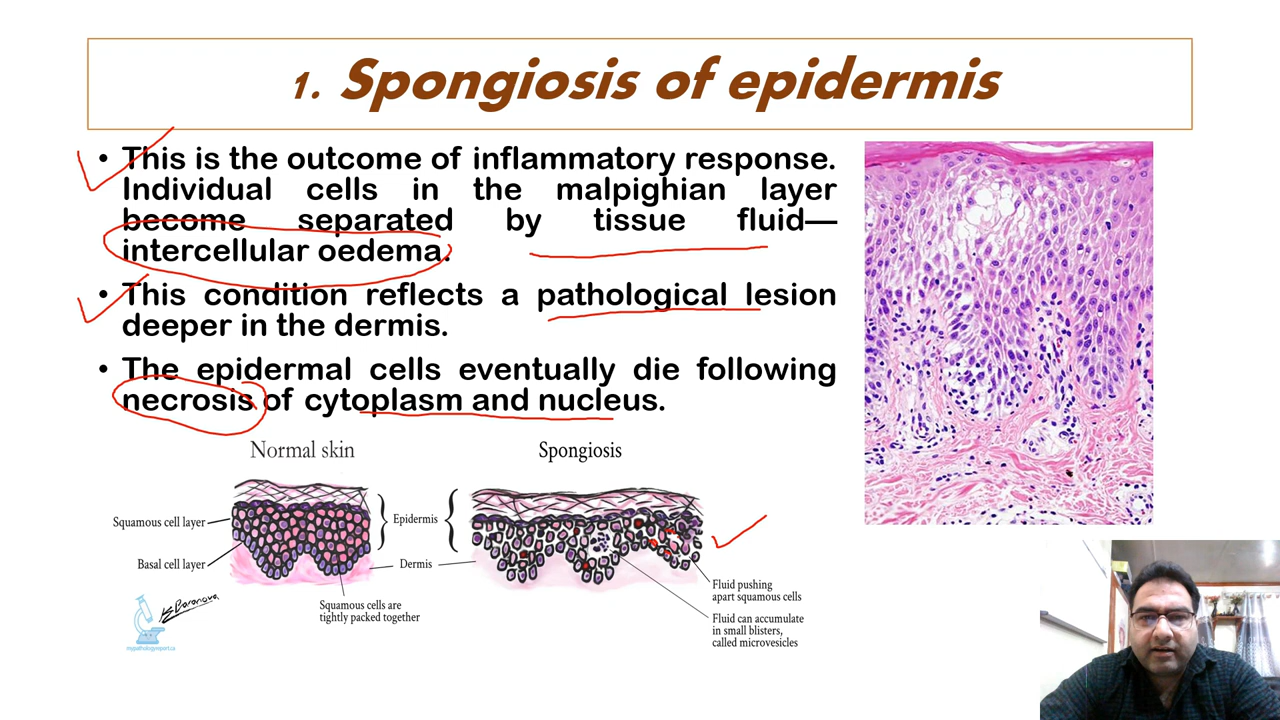 1. Spongiosis of epidermis
• This is the outcome of inflammatory response.
Individual cells in the malpighian layer
become separated by tissue fluid—
intercellular oedema.
• This condition reflects a pathological lesion
deeper in the dermis.
• The epidermal cells eventually die following
necrosis of cytoplasm and nucleus.
Normal skin
Spongiosis
Squamous cell layer
Epidermis
Basal cell layer
Dermis
Squamous cells are
tightly packed together
Fluid pushing
apart squamous cells
Fluid can accumulate
in small blisters,
called microvesicles
mypathologyreport.ca